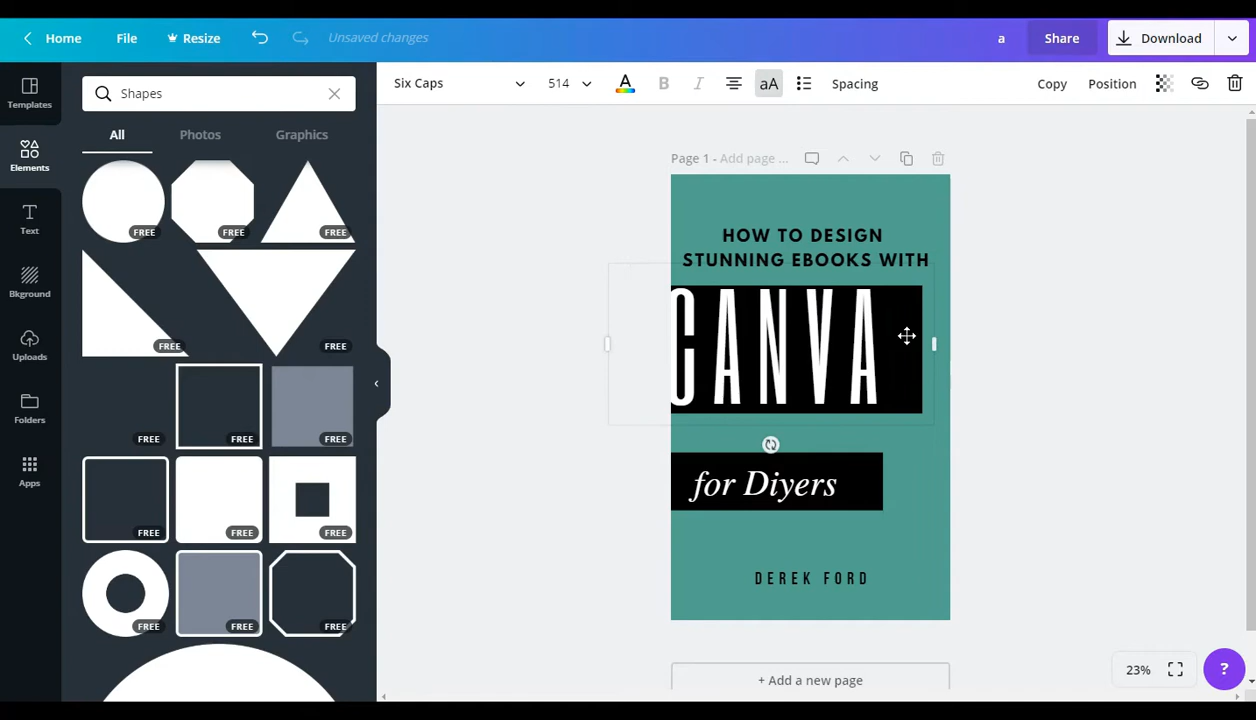 Home
File
Resize
Unsaved changes
a
Share
Download
Templates
Elements
Text
Bkground
Uploads
Folders
Apps
Shapes
All
Photos
Graphics
FREE
FREE
FREE
FREE
FREE
FREE
FREE
FREE
FREE
FREE
FREE
FREE
FREE
FREE
Six Caps
514
A
B
I
aA
Spacing
Copy
Position
Page 1 - Add page ...
HOW TO DESIGN
STUNNING EBOOKS WITH
CANVA
for Diyers
DEREK FORD
+ Add a new page
23%
?